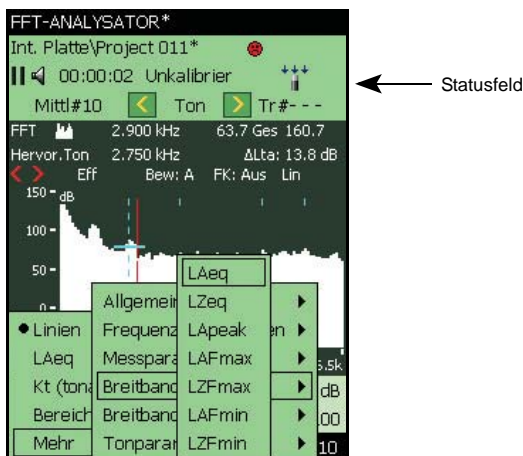 FFT-ANALYSATOR*
Int. Platte\Project 011*
00:00:02 Unkalibrier
Statusfeld
Mittl#10 < Ton > Tr#- - -
FFT 2.900 kHz 63.7 Ges 160.7
Hervor.Ton 2.750 kHz ΔLta: 13.8 dB
< > Eff Bew: A FK: Aus Lin
150 dB
100
50
0
LAeq
Allgemein LZeq
Linien Frequenz LApeak en
LAeq Messpara LAFmax 5.5k
Kt (tona Breitband LZFmax dB
Bereich Breitband LAFmin .00
Mehr Tonparar LZFmin 10